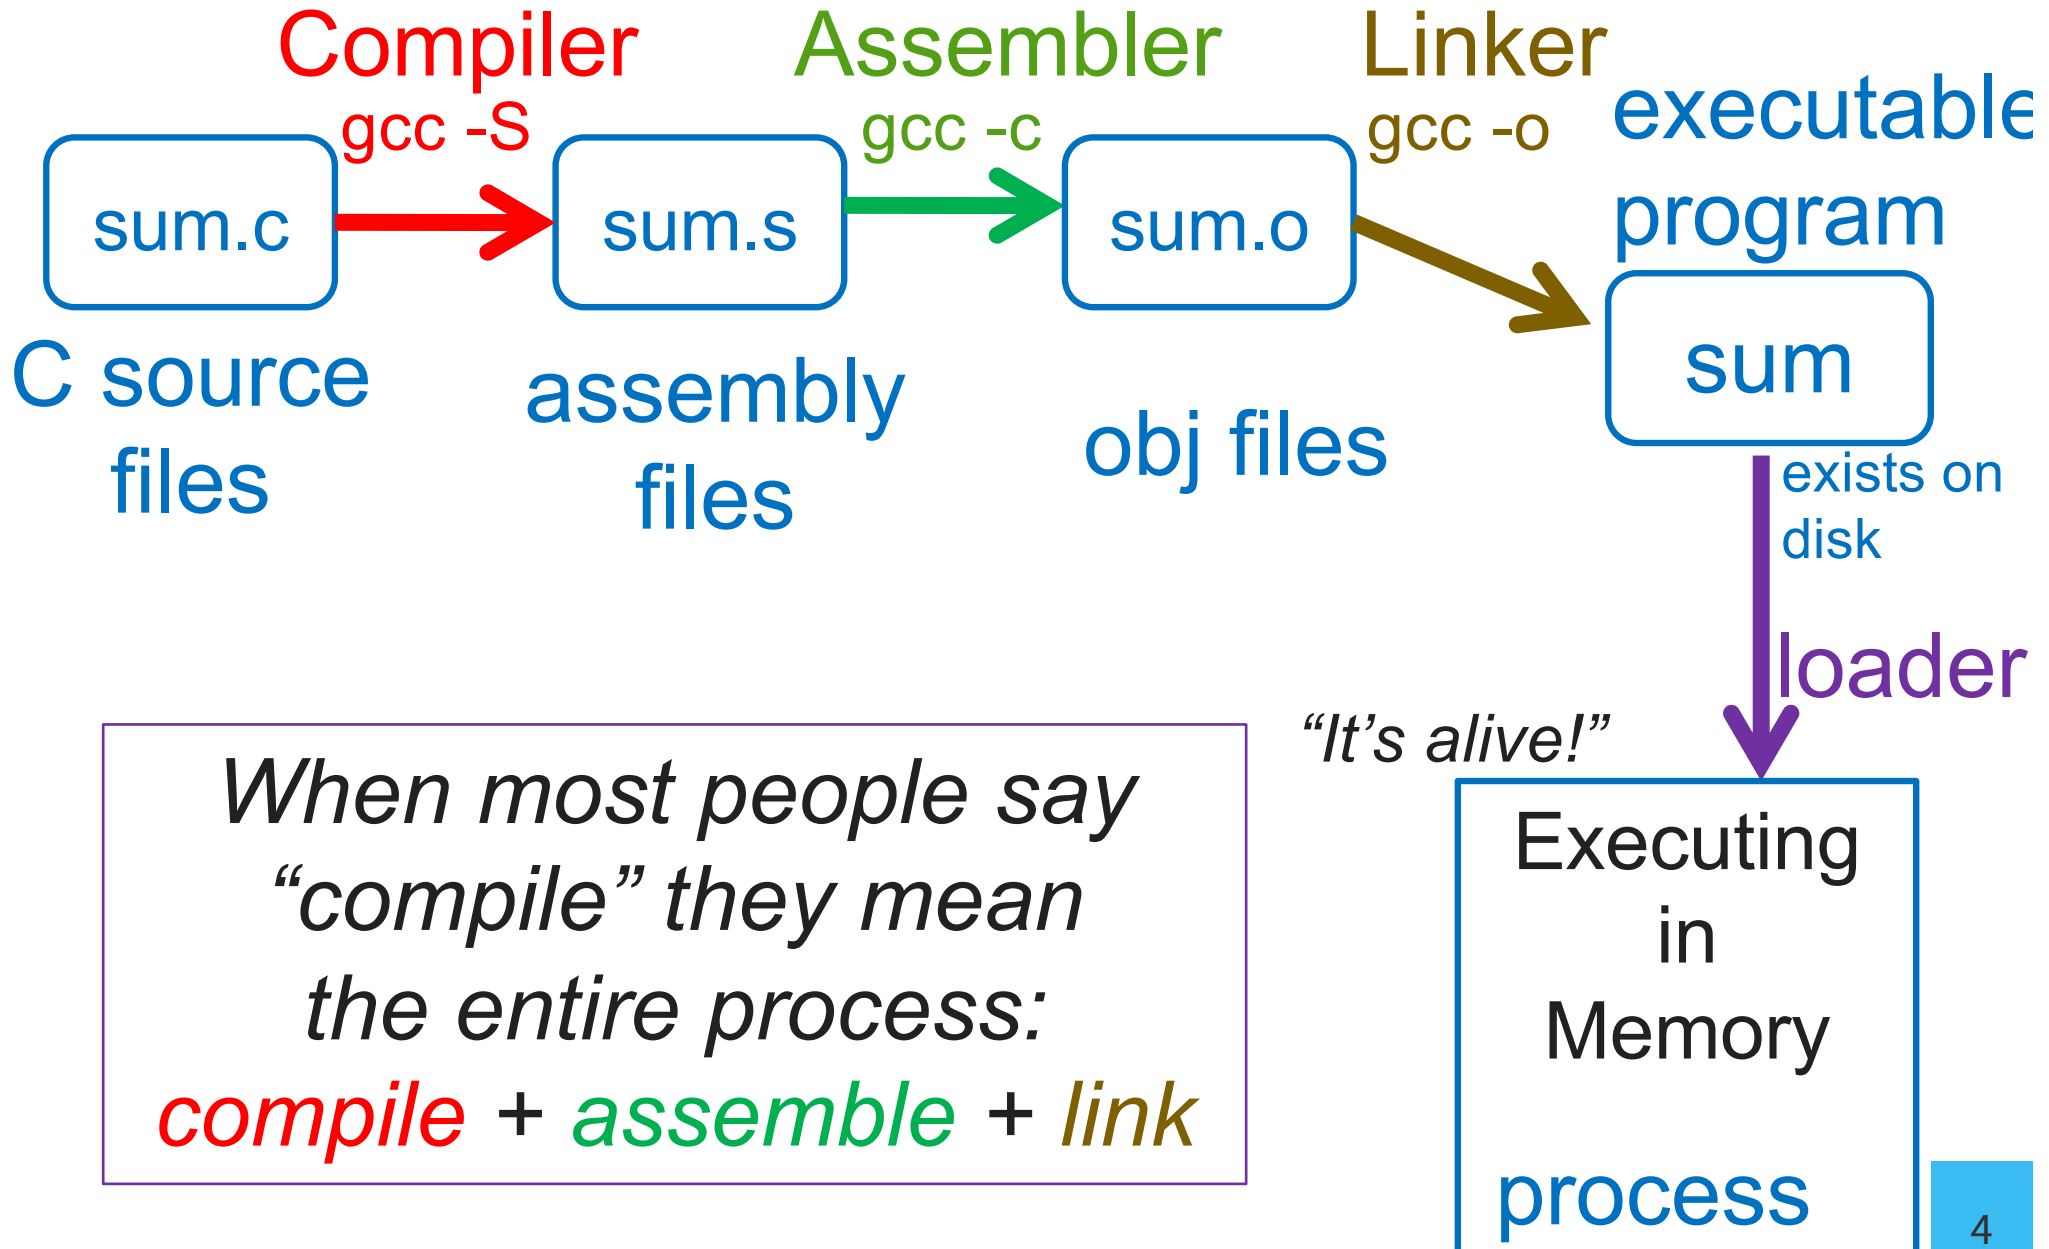 Compiler
gcc -S
Assembler
gcc -c
Linker
gcc -o
executable
program
sum.c
sum.s
sum.o
sum
C source
files
assembly
files
obj files
exists on
disk
loader
“It’s alive!”
When most people say
“compile” they mean
the entire process:
compile + assemble + link
Executing
in
Memory
process
4